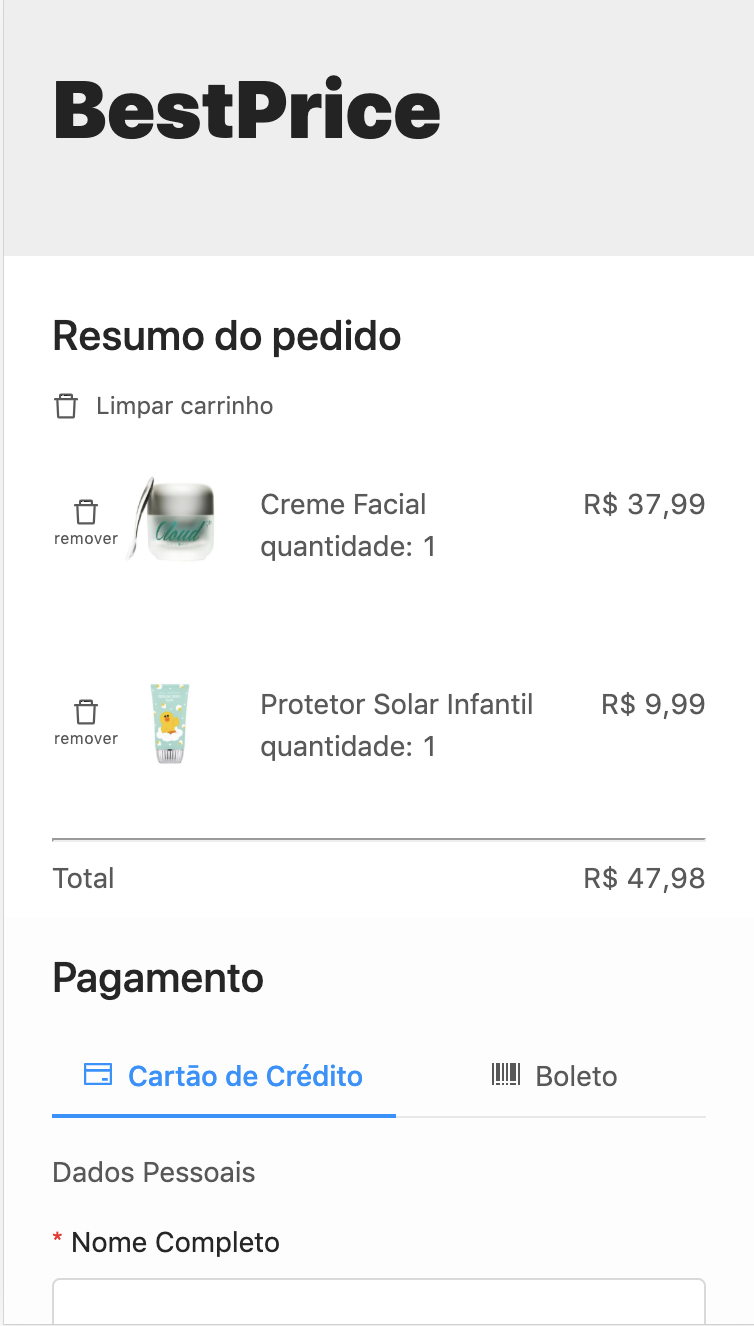 BestPrice
Resumo do pedido
Limpar carrinho
remover
Cloud
Creme Facial
quantidade: 1
R$ 37,99
remover
Protetor Solar Infantil
quantidade: 1
R$ 9,99
Total
R$ 47,98
Pagamento
Cartão de Crédito
Boleto
Dados Pessoais
* Nome Completo